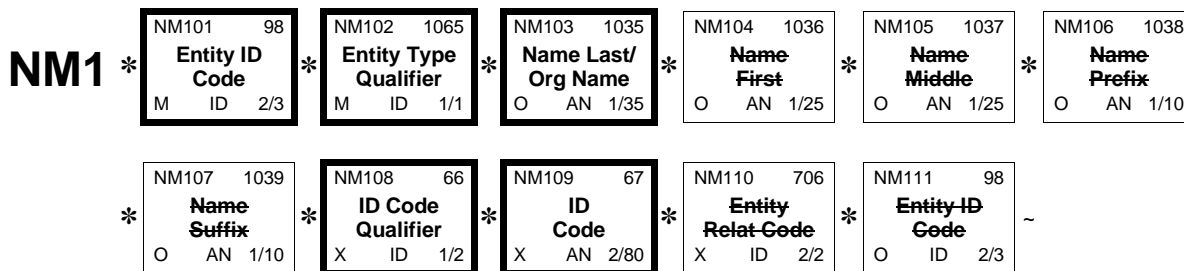 NM101 98 NM102 1065 NM103 1035 NM104 1036 NM105 1037 NM106 1038
NM1 * Entity ID Code * Entity Type Qualifier * Name Last/ Org Name * Name First * Name Middle * Name Prefix
M ID 2/3 M ID 1/1 O AN 1/35 O AN 1/25 O AN 1/25 O AN 1/10
NM107 1039 NM108 66 NM109 67 NM110 706 NM111 98
* Name Suffix * ID Code Qualifier * ID Code * Entity Relat Code * Entity ID Code ~
O AN 1/10 X ID 1/2 X AN 2/80 X ID 2/2 O ID 2/3